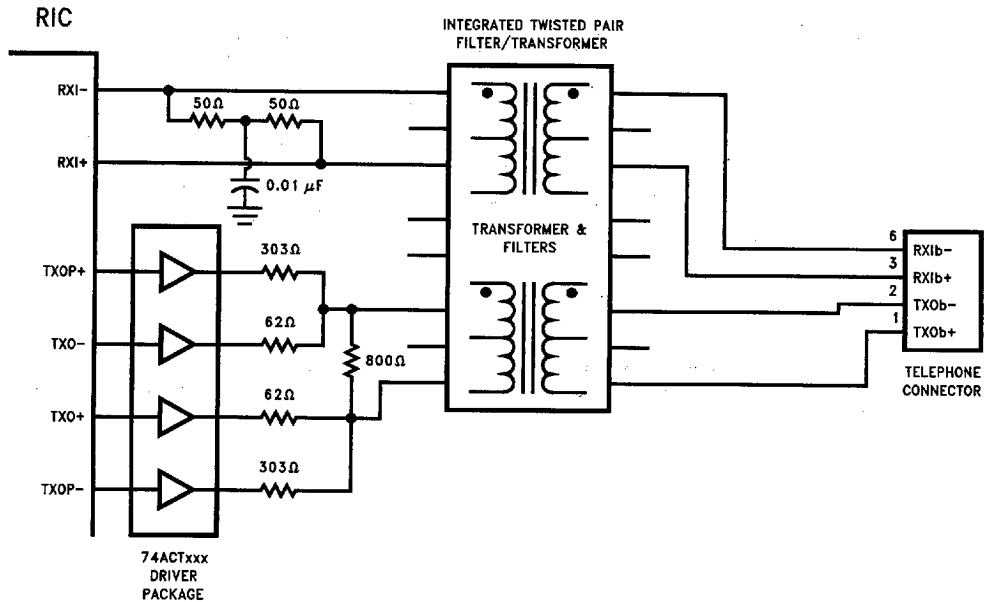 RIC
INTEGRATED TWISTED PAIR
FILTER/TRANSFORMER
RXI-
50Ω 50Ω
RXI+
0.01 μF
TRANSFORMER &
FILTERS
303Ω
TXOP+
62Ω
TXO-
800Ω
62Ω
TXO+
303Ω
TXOP-
74ACTxxx
DRIVER
PACKAGE
6 RXIb-
3 RXIb+
2 TXOb-
1 TXOb+
TELEPHONE
CONNECTOR